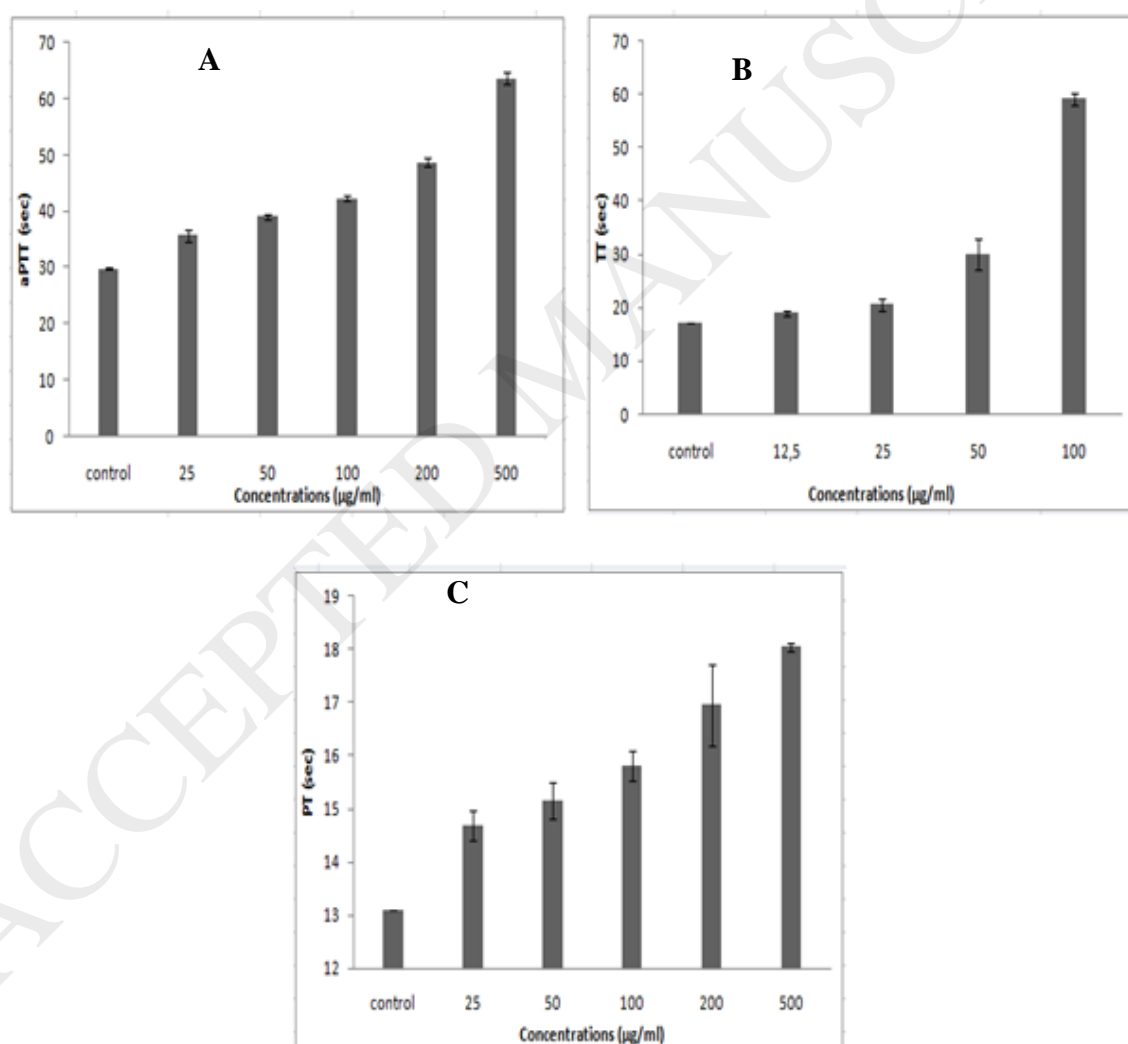 A
70
60
50
40
30
20
10
0
aPTT (sec)
control 25 50 100 200 500
Concentrations (µg/ml)
B
70
60
50
40
30
20
10
0
TT (sec)
control 12,5 25 50 100
Concentrations (µg/ml)
C
19
18
17
16
15
14
13
12
PT (sec)
control 25 50 100 200 500
Concentrations (µg/ml)
ACCEPTED MANUSC